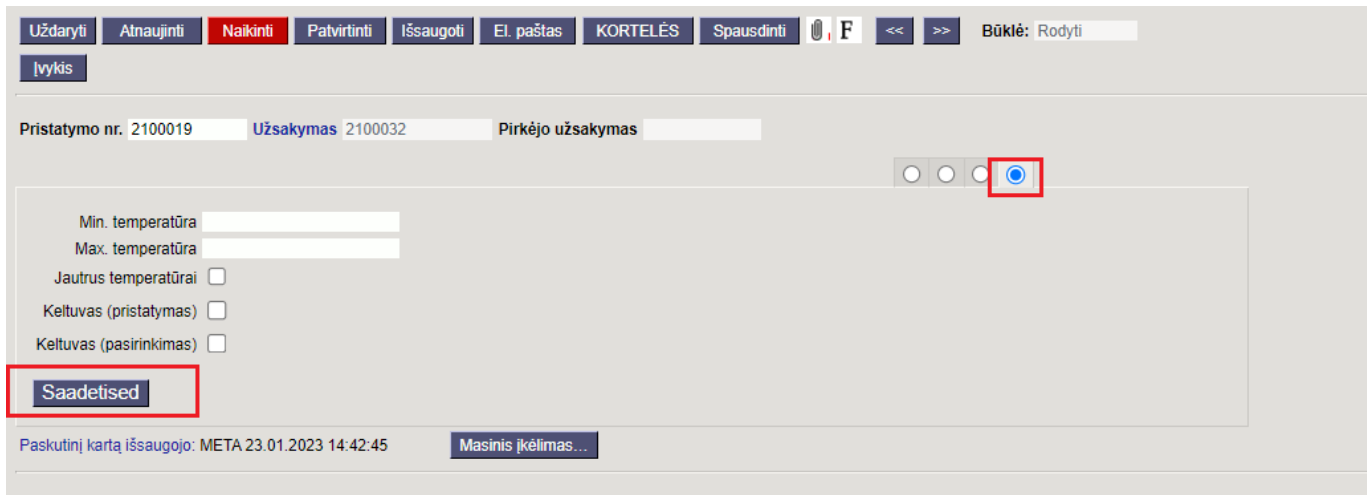 Uždaryti Atnaujinti Naikinti Patvirtinti Išsaugoti El. paštas KORTELĖS Spausdinti F << >> Būklė: Rodyti
Įvykis
Pristatymo nr. 2100019 Užsakymas 2100032 Pirkėjo užsakymas
Min. temperatūra
Max. temperatūra
Jautrus temperatūrai
Keltuvas (pristatymas)
Keltuvas (pasirinkimas)
Saadetised
Paskutinį kartą išsaugojo: META 23.01.2023 14:42:45 Masinis įkėlimas...